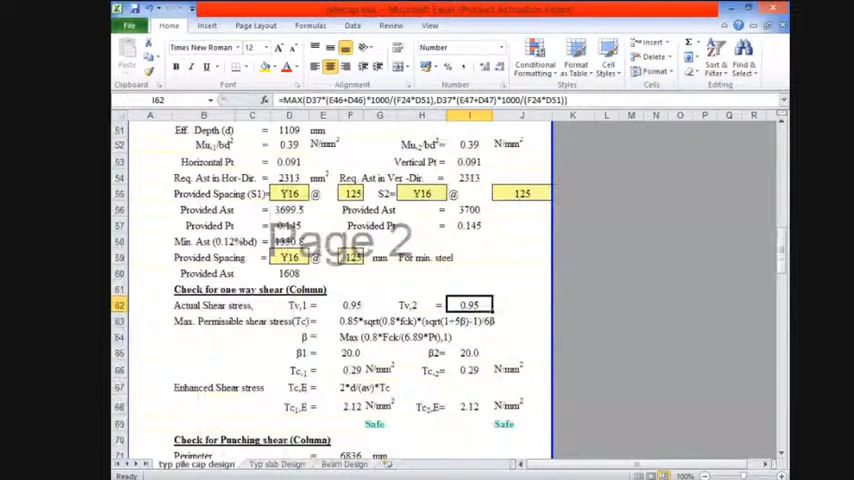 Microsoft Excel (Product Activation Failed)
File Home Insert Page Layout Formulas Data Review View
Times New Roman 12 Number
Paste Conditional Formatting Format as Table Cell Styles Insert Delete Format Sort & Filter Find & Select
Clipboard Font Alignment Number Styles Cells Editing
I62 fx =MAX(D37*(E46+D46)*1000/(F24*D51),D37*(E47+D47)*1000/(F24*D51))
A B C D E F G H I J K L M N O P Q R
51 Eff. Depth (d) = 1109 mm
52 Mu,1/bd² = 0.39 N/mm² Mu,2/bd² = 0.39 N/mm²
53 Horizontal Pt = 0.091 Vertical Pt = 0.091
54 Req. Ast in Hor-Dir. = 2313 mm² Req. Ast in Ver -Dir. = 2313
55 Provided Spacing (S1)= Y16 @ 125 S2= Y16 @ 125
56 Provided Ast = 3699.5 Provided Ast = 3700
57 Provided Pt = 0.145 Provided Pt = 0.145
58 Min. Ast (0.12%bd) = 1330.8
59 Provided Spacing = Y16 @ 125 mm For min. steel
60 Provided Ast = 1608
Page 2
61 Check for one way shear (Column)
62 Actual Shear stress, Tv,1 = 0.95 Tv,2 = 0.95
63 Max. Permissible shear stress(Tc) = 0.85*sqrt(0.8*fck)*(sqrt(1+5β)-1)/6β
64 β = Max (0.8*Fck/(6.89*Pt),1)
65 β1 = 20.0 β2= 20.0
66 Tc,1 = 0.29 N/mm² Tc,2 = 0.29 N/mm²
67 Enhanced Shear stress Tc,E = 2*d/(av)*Tc
68 Tc1,E = 2.12 N/mm² Tc2,E = 2.12 N/mm²
69 Safe Safe
70 Check for Punching shear (Column)
71 Perimeter = 6836 mm
typ pile cap design Typ slab Design Beam Design
Ready 100%